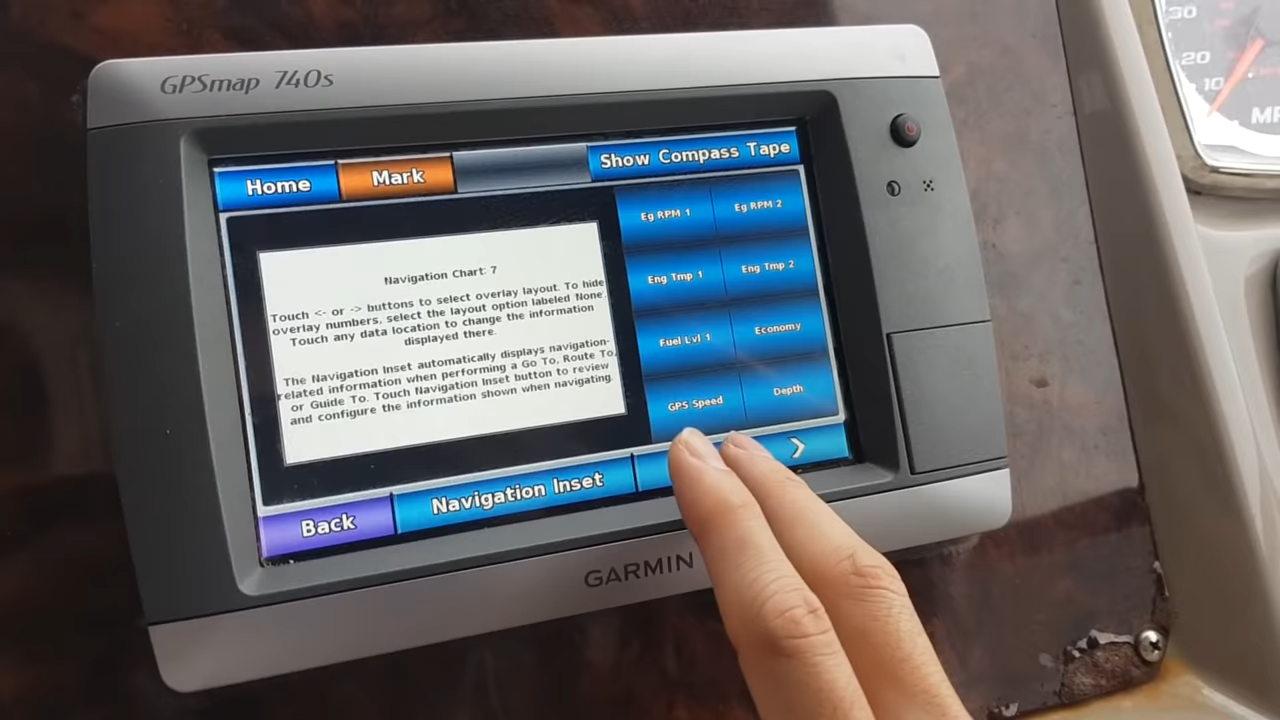 GPSmap 740s
Home
Mark
Show Compass Tape
Navigation Chart: 7
Touch <- or -> buttons to select overlay layout. To hide
overlay numbers, select the layout option labeled None.
Touch any data location to change the information
displayed there.
The Navigation Inset automatically displays navigation-
related information when performing a Go To, Route To,
or Guide To. Touch Navigation Inset button to review
and configure the information shown when navigating.
Eg RPM 1
Eg RPM 2
Eng Tmp 1
Eng Tmp 2
Fuel Lvl 1
Economy
GPS Speed
Depth
Back
Navigation Inset
>
GARMIN
30
20
10